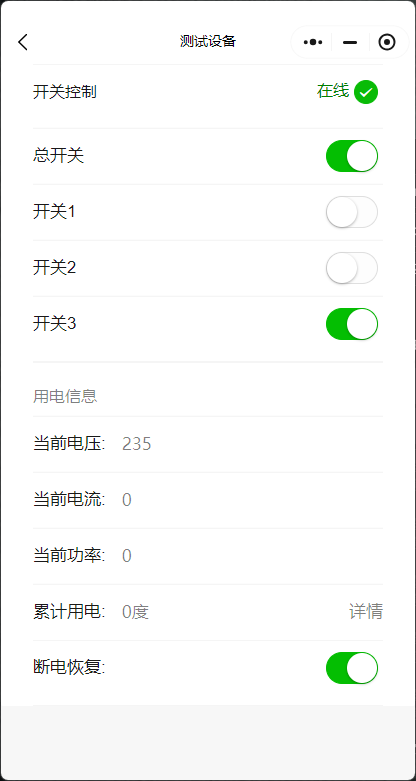 测试设备
开关控制 在线
总开关
开关1
开关2
开关3
用电信息
当前电压: 235
当前电流: 0
当前功率: 0
累计用电: 0度 详情
断电恢复: